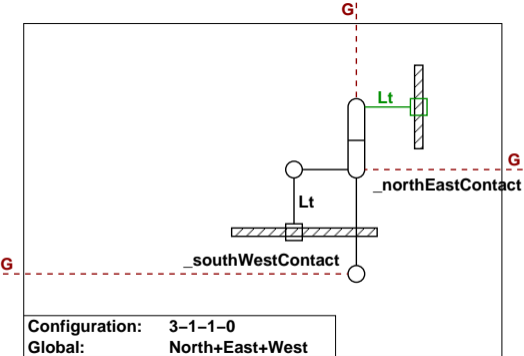 G
Lt
G
_northEastContact
Lt
_southWestContact
G
Configuration: 3–1–1–0
Global: North+East+West